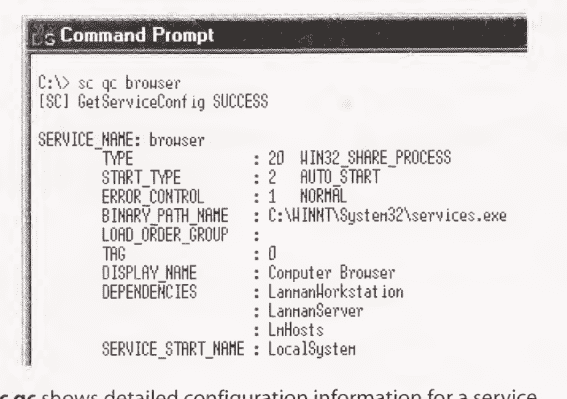 Command Prompt
C:\> sc qc browser
[SC] GetServiceConfig SUCCESS
SERVICE_NAME: browser
TYPE : 20 WIN32_SHARE_PROCESS
START_TYPE : 2 AUTO_START
ERROR_CONTROL : 1 NORMAL
BINARY_PATH_NAME : C:\WINNT\System32\services.exe
LOAD_ORDER_GROUP :
TAG : 0
DISPLAY_NAME : Computer Browser
DEPENDENCIES : LanmanWorkstation
: LanmanServer
: LmHosts
SERVICE_START_NAME : LocalSystem
c qc shows detailed configuration information for a service